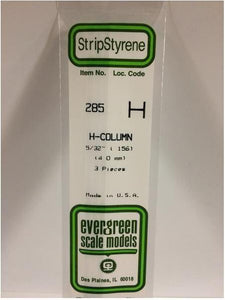 StripStyrene
Item No. Loc. Code
285 H
H-COLUMN
5/32" ( 156)
(4 0 mm)
3 Pieces
Made in U.S.A.
evergreen
scale models
Des Plaines, IL 60018